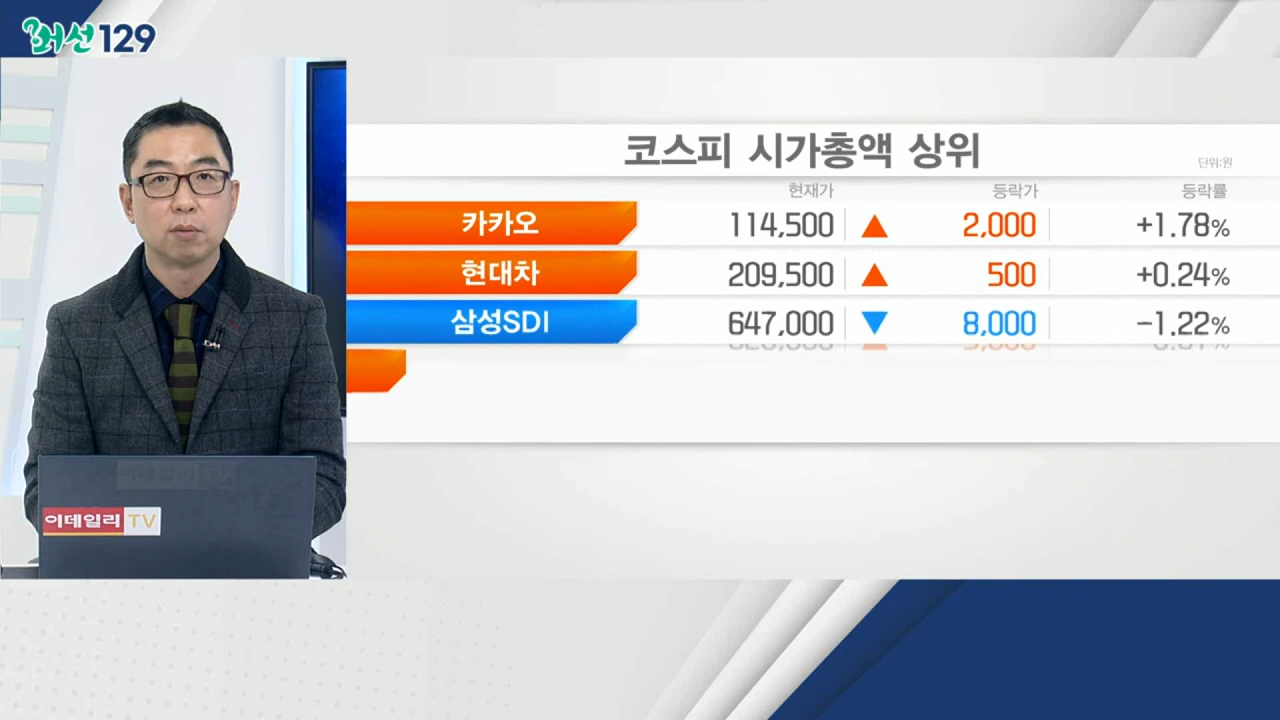 머선129
코스피 시가총액 상위
단위:원
현재가 등락가 등락률
카카오 114,500 ▲ 2,000 +1.78%
현대차 209,500 ▲ 500 +0.24%
삼성SDI 647,000 ▼ 8,000 -1.22%
이데일리 TV